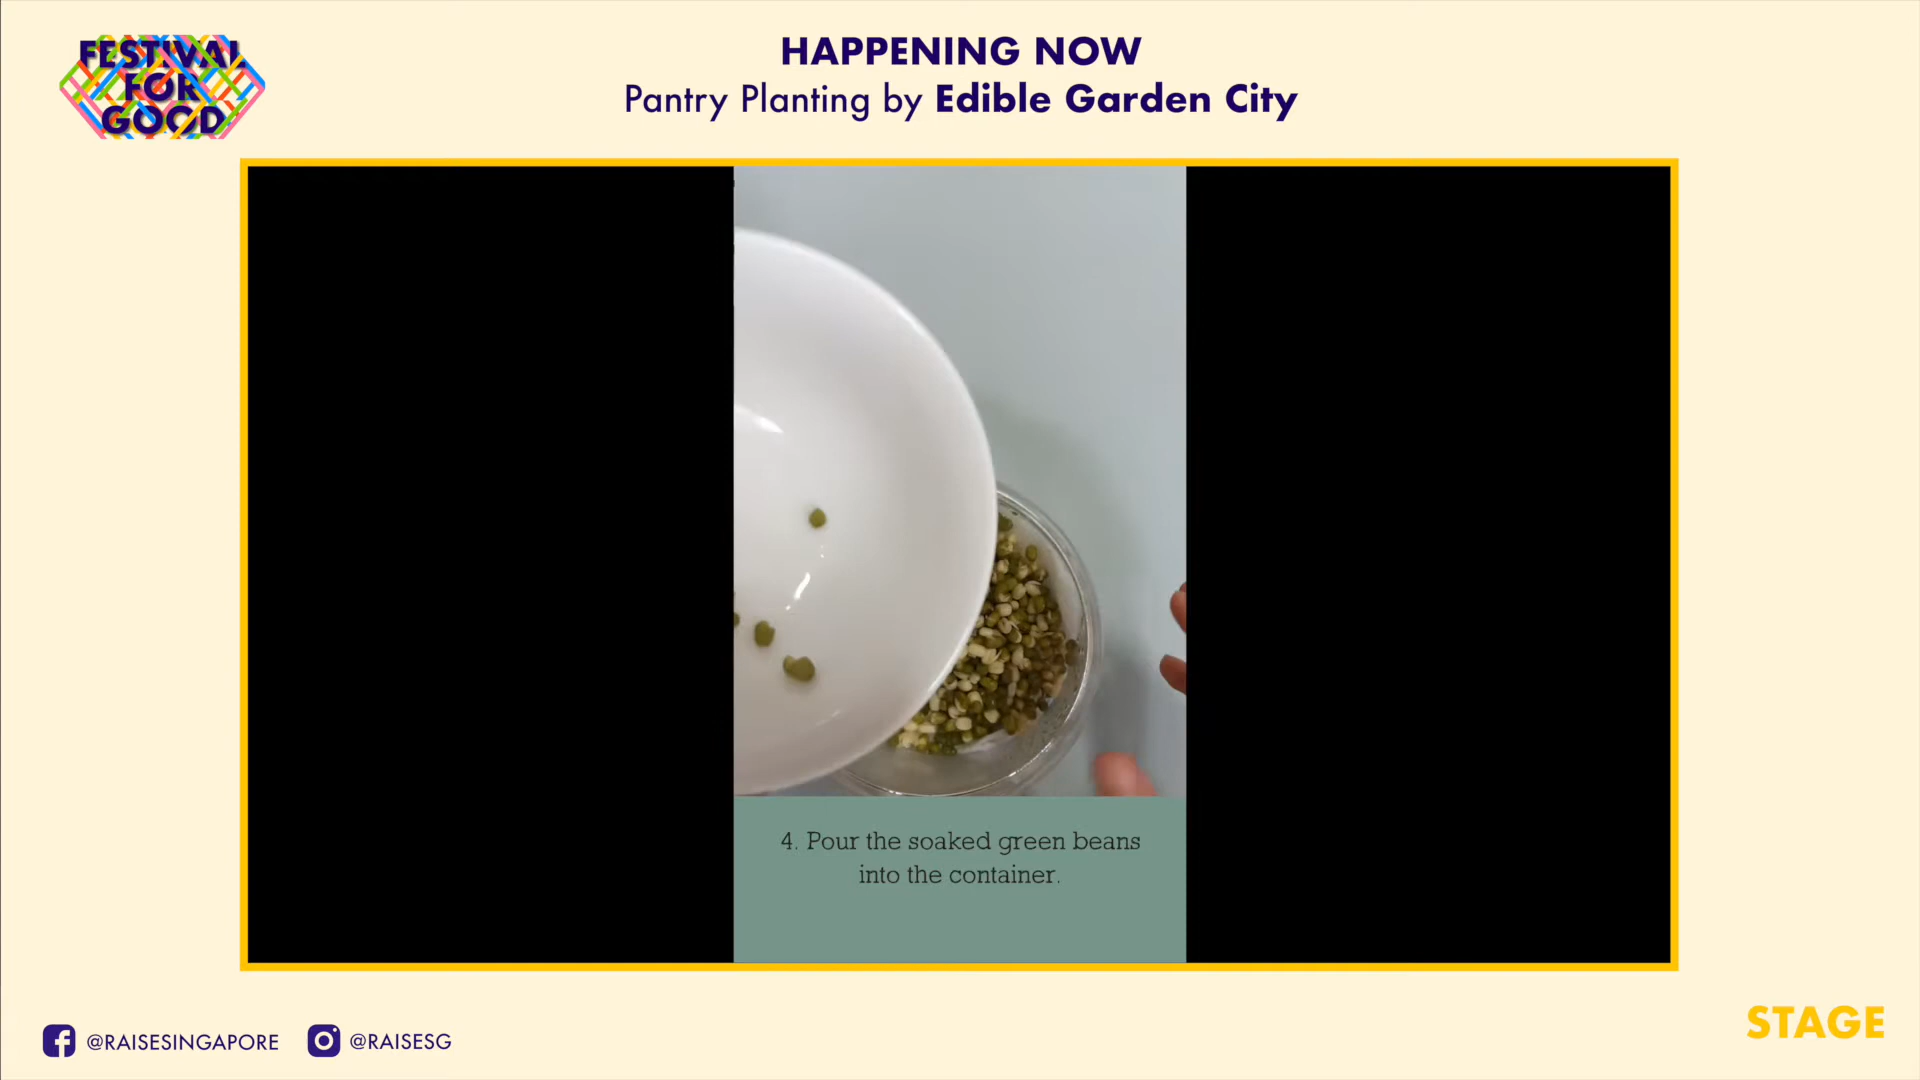 FESTIVAL
FOR
GOOD
HAPPENING NOW
Pantry Planting by Edible Garden City
4. Pour the soaked green beans
into the container.
@RAISESINGAPORE
@RAISESG
STAGE